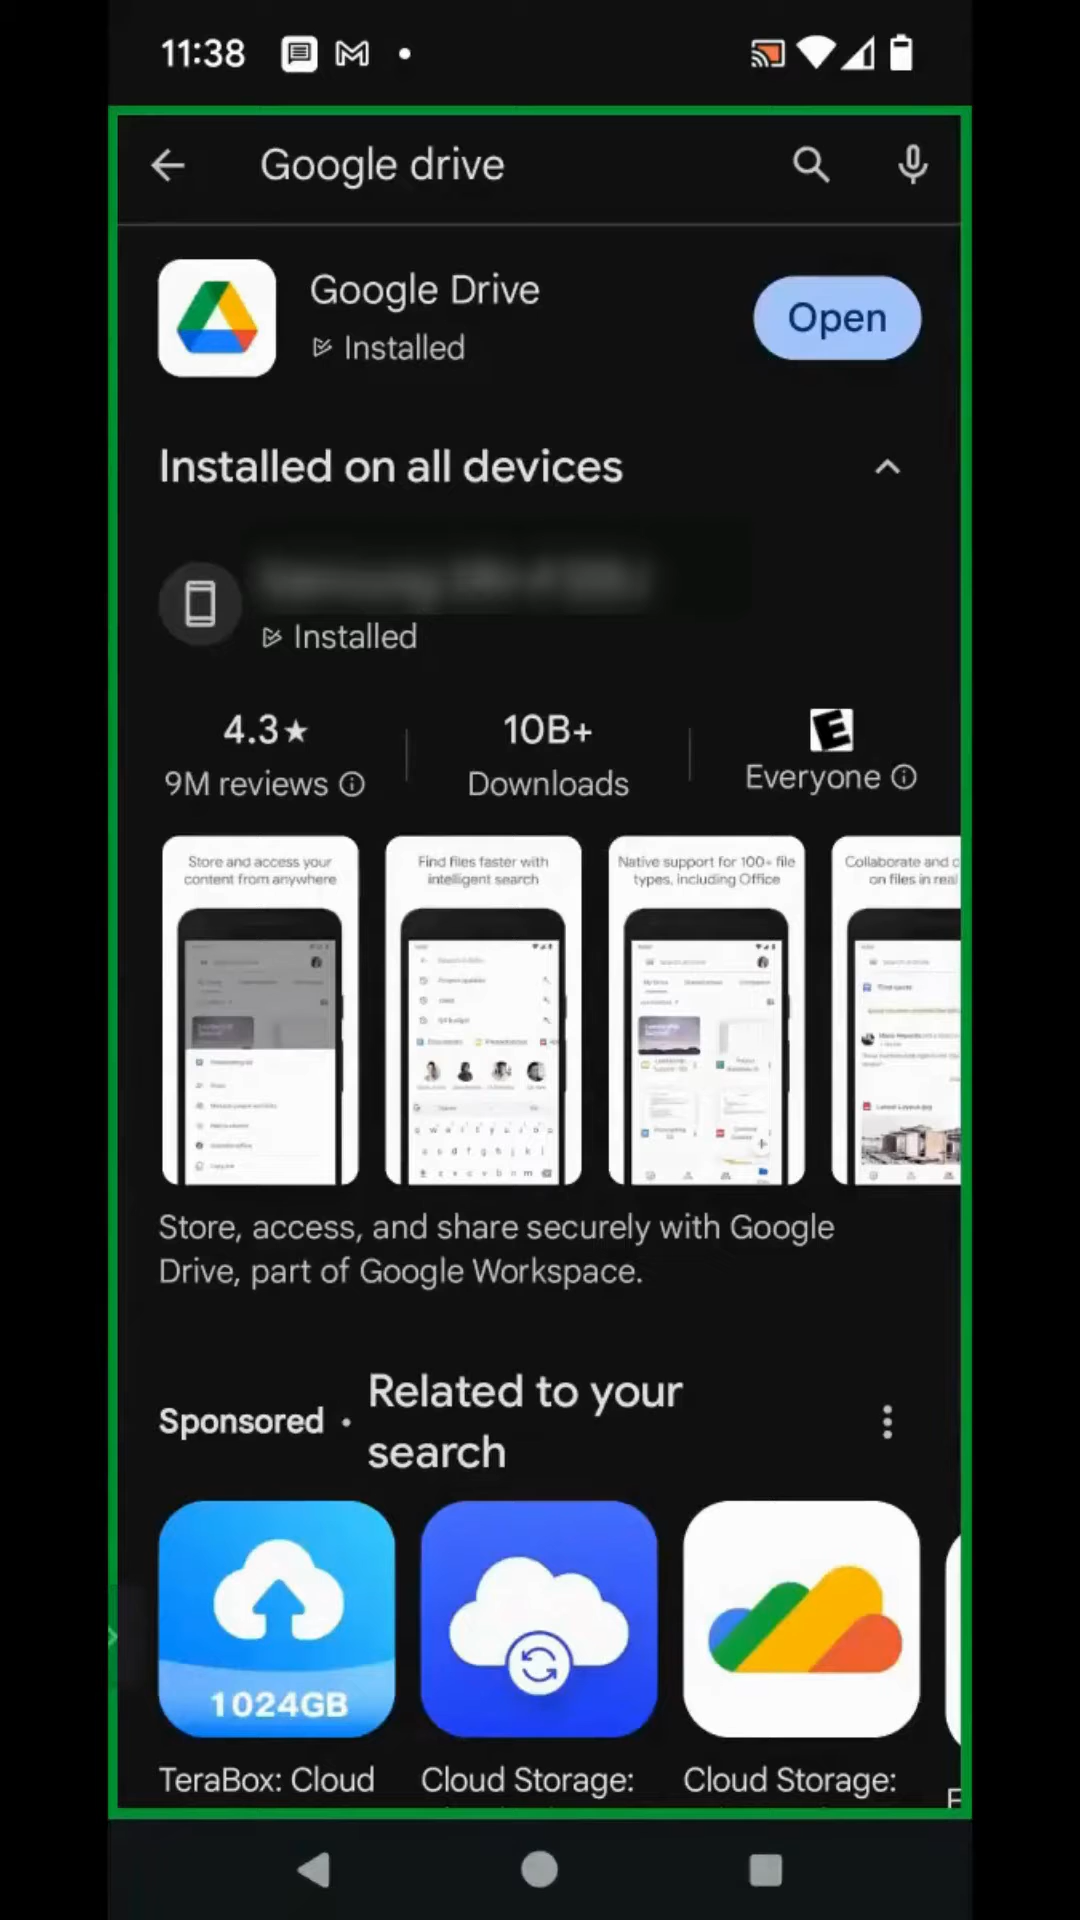 11:38
Google drive
Google Drive
Installed
Open
Installed on all devices
Installed
4.3★
9M reviews
10B+
Downloads
E
Everyone
Store and access your
content from anywhere
Find files faster with
intelligent search
Native support for 100+ file
types, including Office
Collaborate and c
on files in real
Store, access, and share securely with Google
Drive, part of Google Workspace.
Sponsored •
Related to your
search
1024GB
TeraBox: Cloud
Cloud Storage:
Cloud Storage: